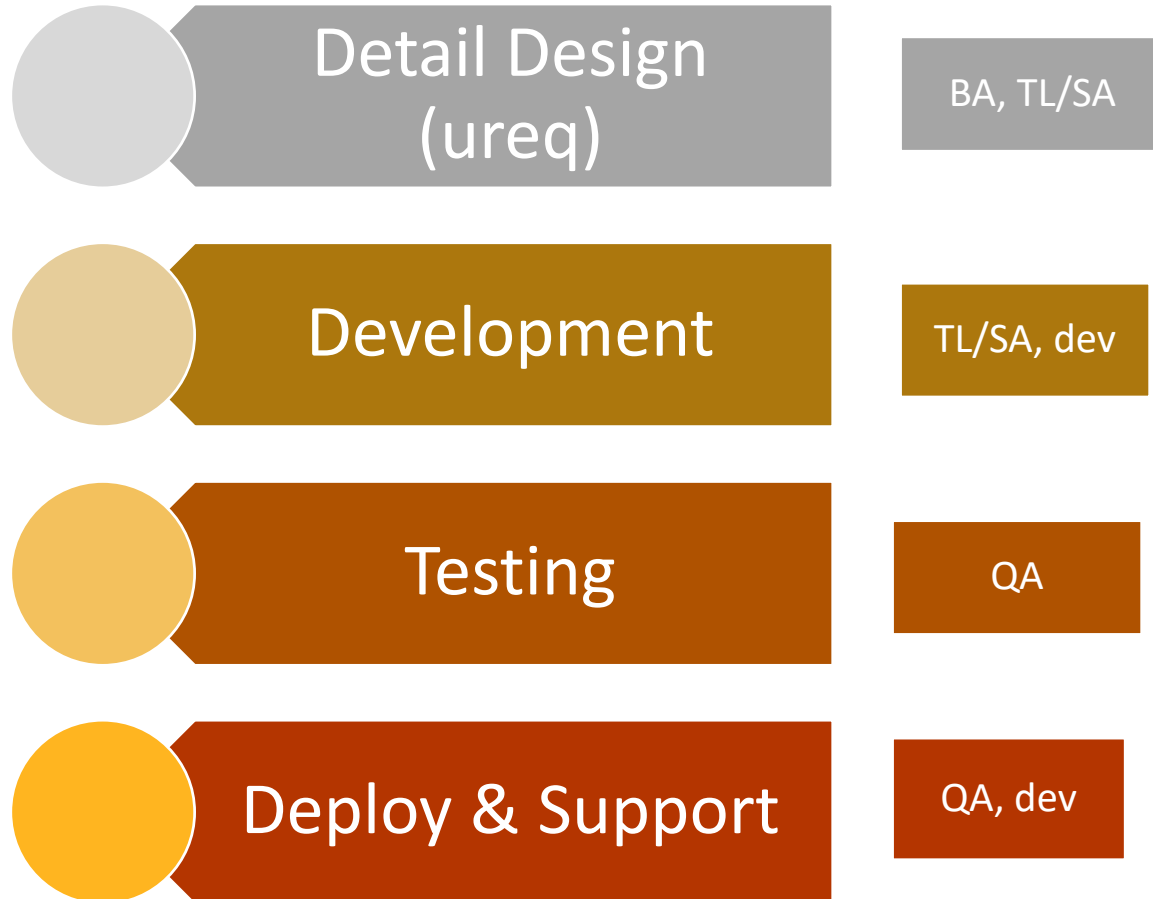 Detail Design
(ureq)
BA, TL/SA
Development
TL/SA, dev
Testing
QA
Deploy & Support
QA, dev